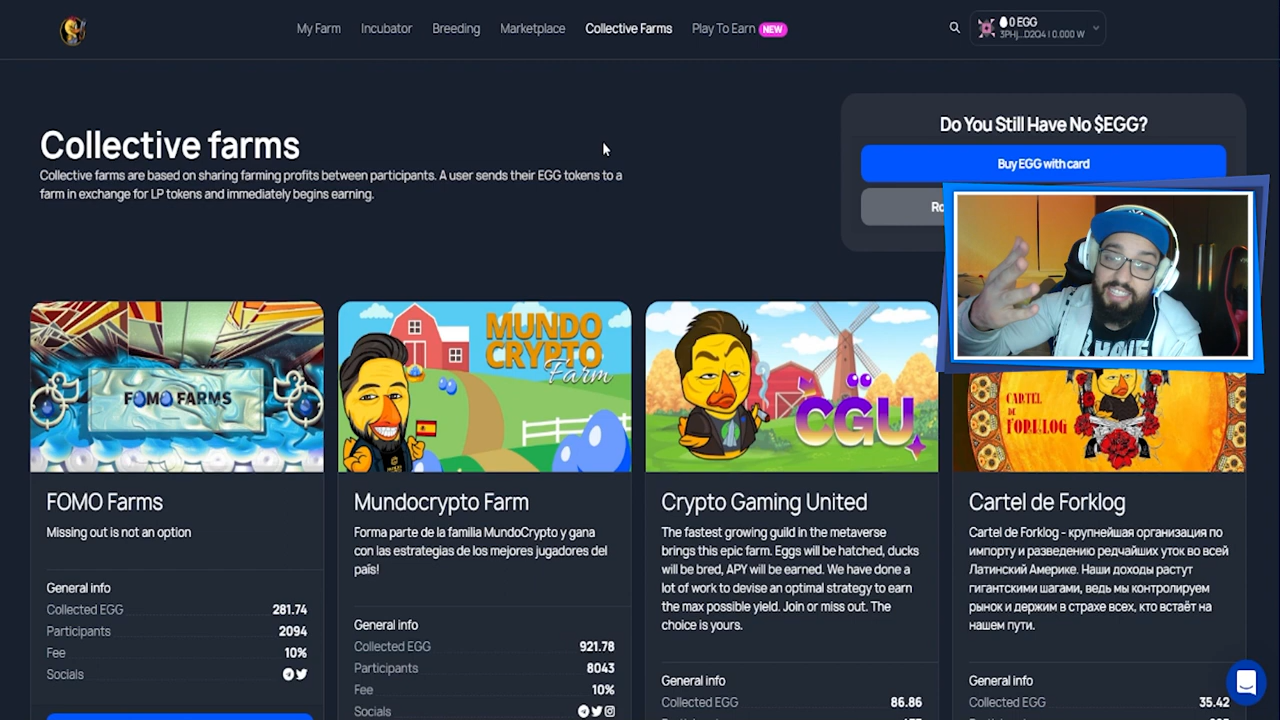 My Farm
Incubator
Breeding
Marketplace
Collective Farms
Play To Earn NEW
0 EGG
3PHj...D2Q4 | 0.000 W
Collective farms
Collective farms are based on sharing farming profits between participants. A user sends their EGG tokens to a
farm in exchange for LP tokens and immediately begins earning.
Do You Still Have No $EGG?
Buy EGG with card
FOMO FARMS
MUNDO
CRYPTO
Farm
CGU
CARTEL
DE
FORKLOG
FOMO Farms
Missing out is not an option
General info
Collected EGG 281.74
Participants 2094
Fee 10%
Socials
Mundocrypto Farm
Forma parte de la familia MundoCrypto y gana
con las estrategias de los mejores jugadores del
país!
General info
Collected EGG 921.78
Participants 8043
Fee 10%
Socials
Crypto Gaming United
The fastest growing guild in the metaverse
brings this epic farm. Eggs will be hatched, ducks
will be bred, APY will be earned. We have done a
lot of work to devise an optimal strategy to earn
the max possible yield. Join or miss out. The
choice is yours.
General info
Collected EGG 86.86
Cartel de Forklog
Cartel de Forklog - крупнейшая организация по
импорту и разведению редчайших уток во всей
Латинский Америке. Наши доходы растут
гигантскими шагами, ведь мы контролируем
рынок и держим в страхе всех, кто встаёт на
нашем пути.
General info
Collected EGG 35.42